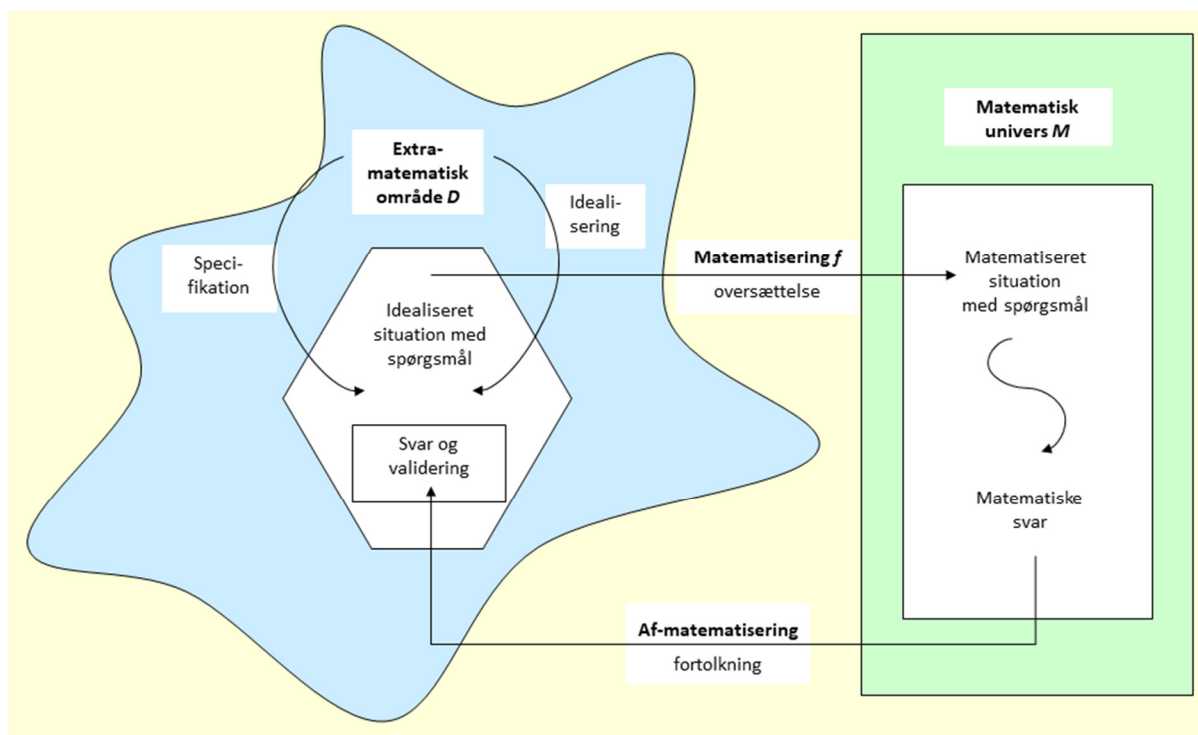 Extra-
matematisk
område D
Speci-
fikation
Ideali-
sering
Idealiseret
situation med
spørgsmål
Svar og
validering
Matematisering f
oversættelse
Matematisk
univers M
Matematiseret
situation
med spørgsmål
Matematiske
svar
Af-matematisering
fortolkning